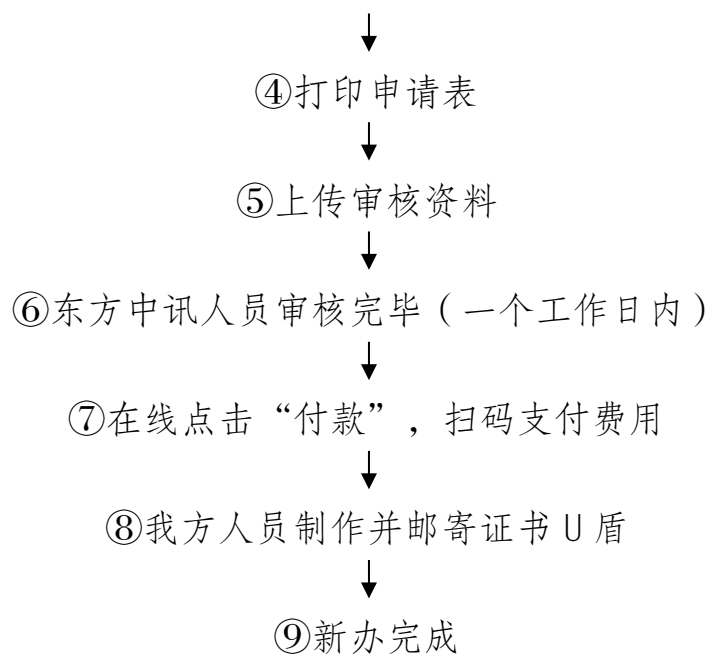 ④打印申请表
⑤上传审核资料
⑥东方中讯人员审核完毕（一个工作日内）
⑦在线点击“付款”，扫码支付费用
⑧我方人员制作并邮寄证书 U 盾
⑨新办完成